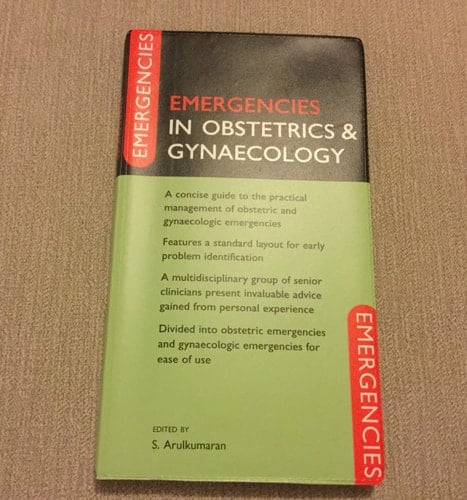 EMERGENCIES
EMERGENCIES
IN OBSTETRICS &
GYNAECOLOGY
A concise guide to the practical
management of obstetric and
gynaecologic emergencies
Features a standard layout for early
problem identification
A multidisciplinary group of senior
clinicians present invaluable advice
gained from personal experience
Divided into obstetric emergencies
and gynaecologic emergencies for
ease of use
EDITED BY
S. Arulkumaran
EMERGENCIES